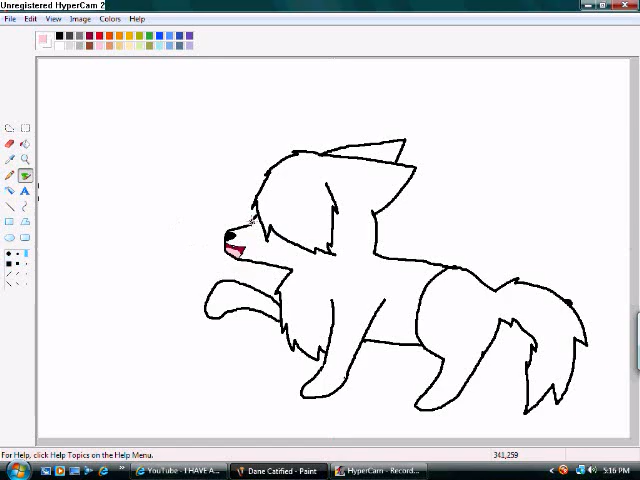 Unregistered HyperCam 2
File Edit View Image Colors Help
A
For Help, click Help Topics on the Help Menu.
341,259
YouTube - I HAVE A ...
Dane Catified - Paint
HyperCam - Record...
5:16 PM